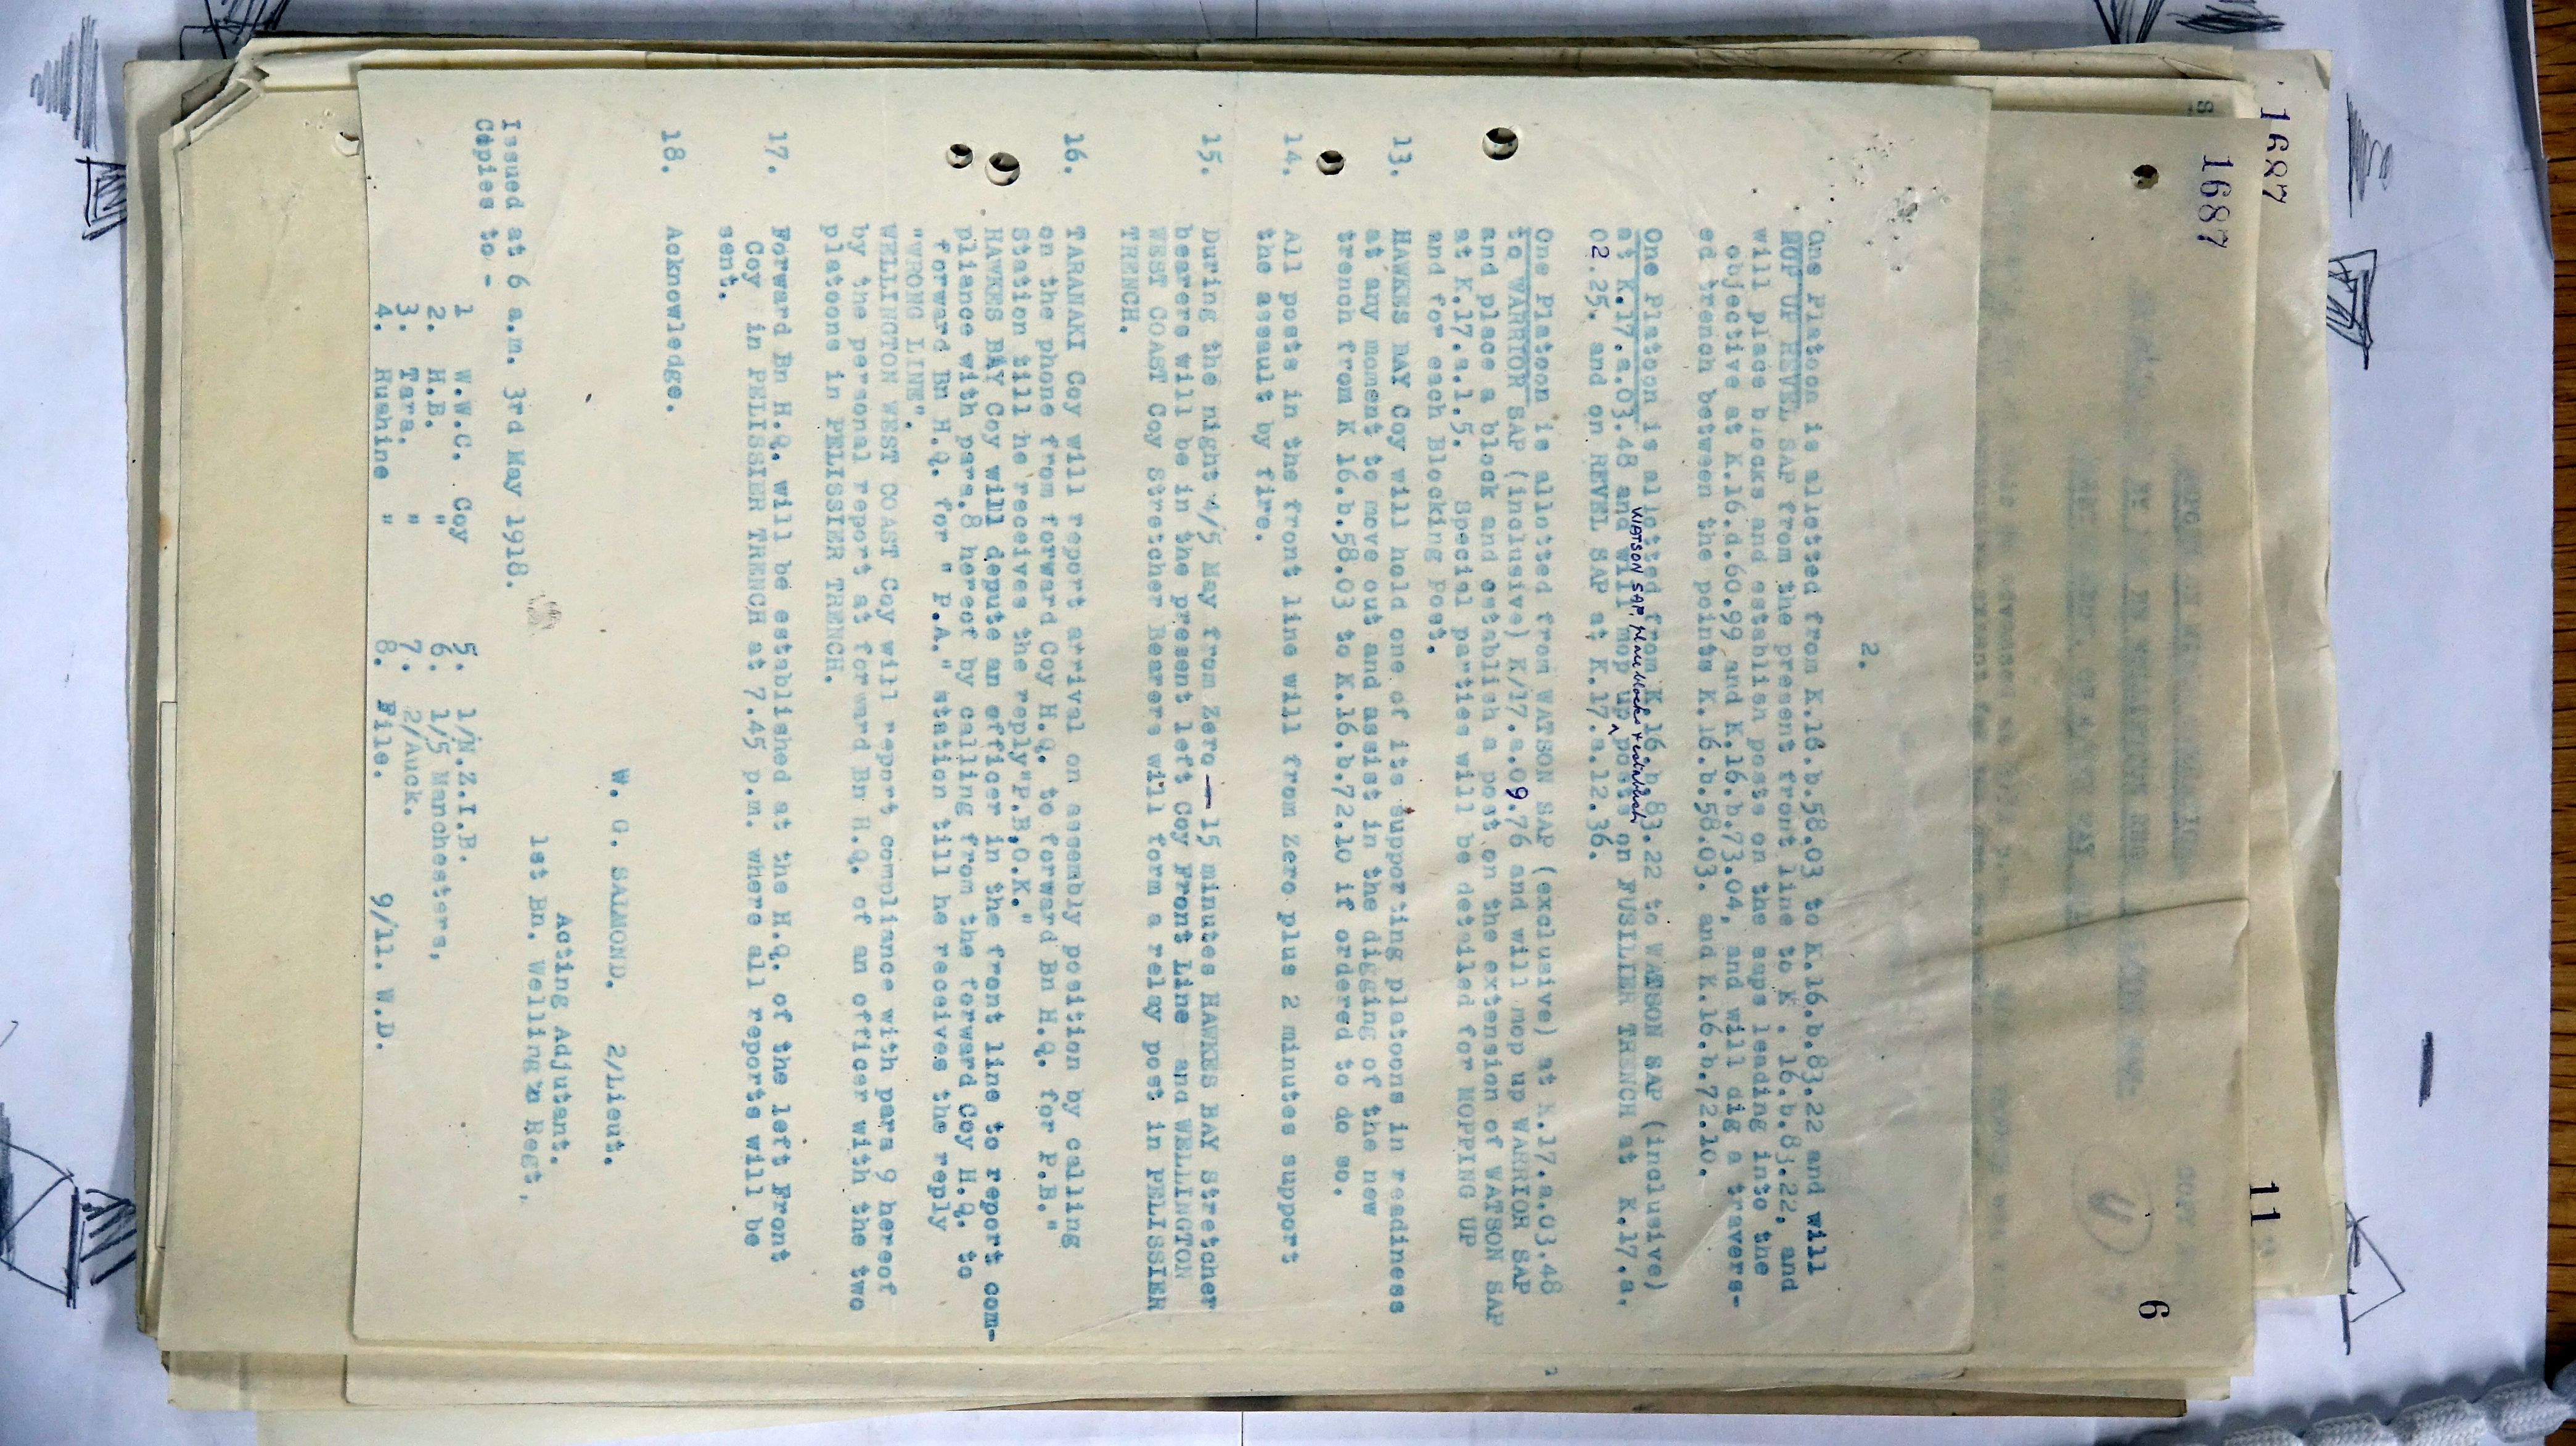 1687
1687
11
6
2.
One Platoon is allotted from K.16.b.58.03 to K.16.b.83.22 and will
MOP UP REVEL SAP from the present front line to K . 16.b.83.22, and
will place blocks and establish posts on the saps leading into the
objective at K.16.d.60.99 and K.16.b.73.04, and will dig a travers-
ed trench between the points K.16.b.58.03. and K.16.b.72.10.
One Platoon is allotted from K.16.b.83.22 to WATSON SAP (inclusive)
WATSON SAP, place blocks + establish
at K.17.a.03.48 and will mop up posts on FUSILIER TRENCH at K.17.a.
02.25. and on REVEL SAP at K.17.a.12.36.
One Platoon is allotted from WATSON SAP (exclusive) at K.17.a.03.48
to WARRIOR SAP (inclusive) K/17.a.09.76 and will mop up WARRIOR SAP
and place a block and establish a post on the extension of WATSON SAP
at K.17.a.1.5. Special parties will be detailed for MOPPING UP
and for each Blocking Post.
13. HAWKES BAY Coy will hold one of its supporting platoons in readiness
at any moment to move out and assist in the digging of the new
trench from K 16.b.58.03 to K.16.b.72.10 if ordered to do so.
14. All posts in the front line will from Zero plus 2 minutes support
the assault by fire.
15. During the night 4/5 May from Zero — 15 minutes HAWKES BAY Stretcher
bearers will be in the present left Coy Front Line and WELLINGTON
WEST COAST Coy Stretcher Bearers will form a relay post in PELISSIER
TRENCH.
16. TARANAKI Coy will report arrival on assembly position by calling
on the phone from forward Coy H.Q. to forward Bn H.Q. for P.B."
Station till he receives the reply"P.B,O.K."
HAWKES BAY Coy will depute an officer in the front line to report com-
pliance with para.8 hereof by calling from the forward Coy H.Q. to
forward Bn H.Q. for " P.A." station till he receives the reply
"WRONG LINE".
WELLINGTON WEST COAST Coy will report compliance with para 9 hereof
by the personal report at forward Bn H.Q. of an officer with the two
platoons in PELISSIER TRENCH.
17. Forward Bn H.Q. will be established at the H.Q. of the left Front
Coy in PELISSIER TRENCH at 7.45 p.m. where all reports will be
sent.
18. Acknowledge.
W. G. SALMOND. 2/Lieut.
Acting Adjutant.
1st Bn. Welling'n Regt,
Issued at 6 a.m. 3rd May 1918.
Copies to -
1 W.W.C. Coy 5. 1/N.Z.I.B.
2. H.B. " 6. 1/5 Manchesters,
3. Tara. " 7. 2/Auck.
4. Ruahine " 8. File. 9/11. W.D.